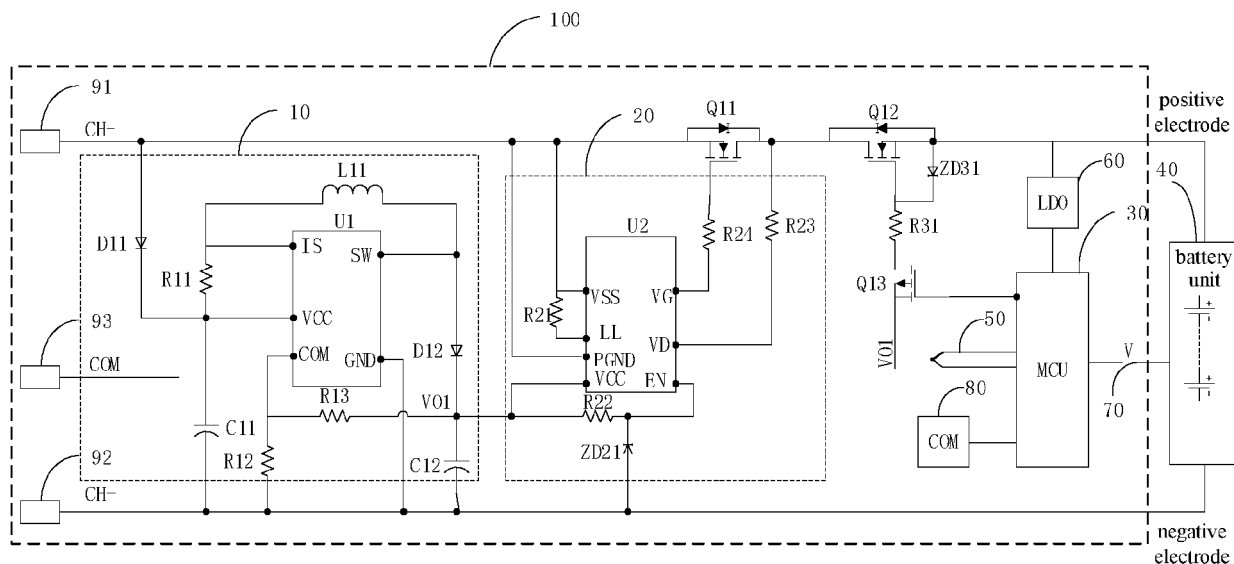 100
91
CH-
10
20
Q11
Q12
positive
electrode
L11
ZD31
60
40
LDO
30
D11
U1
IS
SW
R11
U2
R24
R23
R31
battery
unit
Q13
VSS
VG
R21
LL
VD
VCC
93
COM
COM
GND
D12
PGND
VCC
EN
VO1
50
MCU
V
70
R13
VO1
R22
80
COM
C11
R12
C12
ZD21
92
CH-
negative
electrode